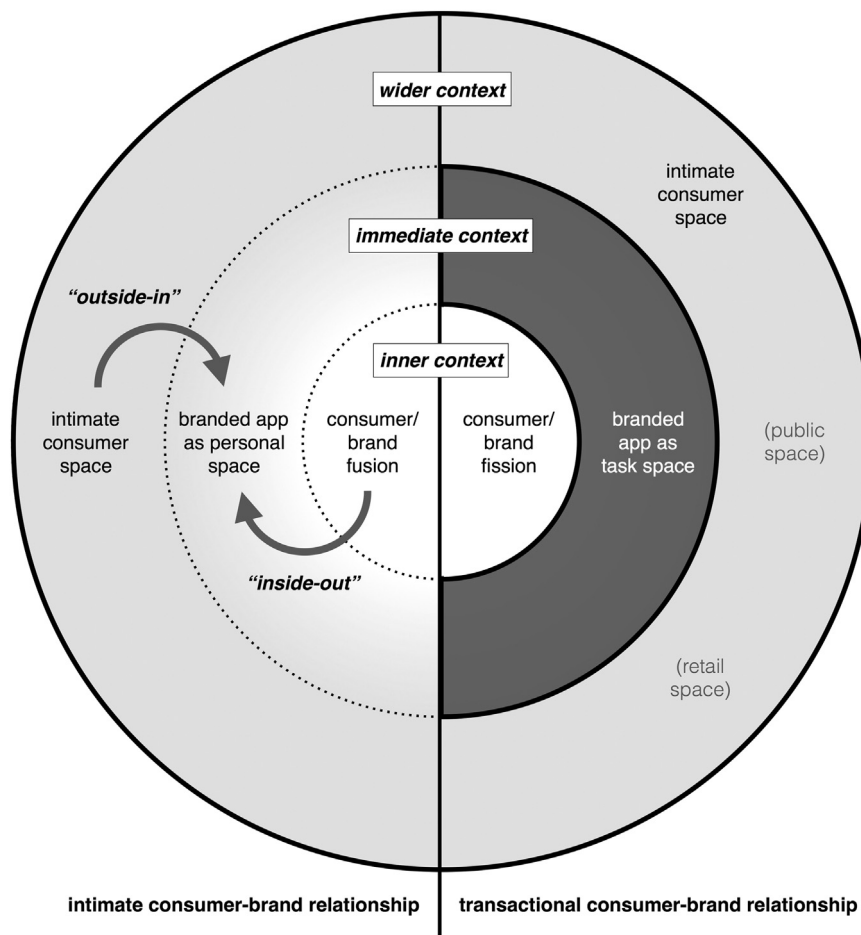 wider context
intimate
consumer
space
immediate context
"outside-in"
inner context
intimate
consumer
space
branded app
as personal
space
consumer/
brand
fusion
consumer/
brand
fission
branded
app as
task space
(public
space)
"inside-out"
(retail
space)
intimate consumer-brand relationship
transactional consumer-brand relationship